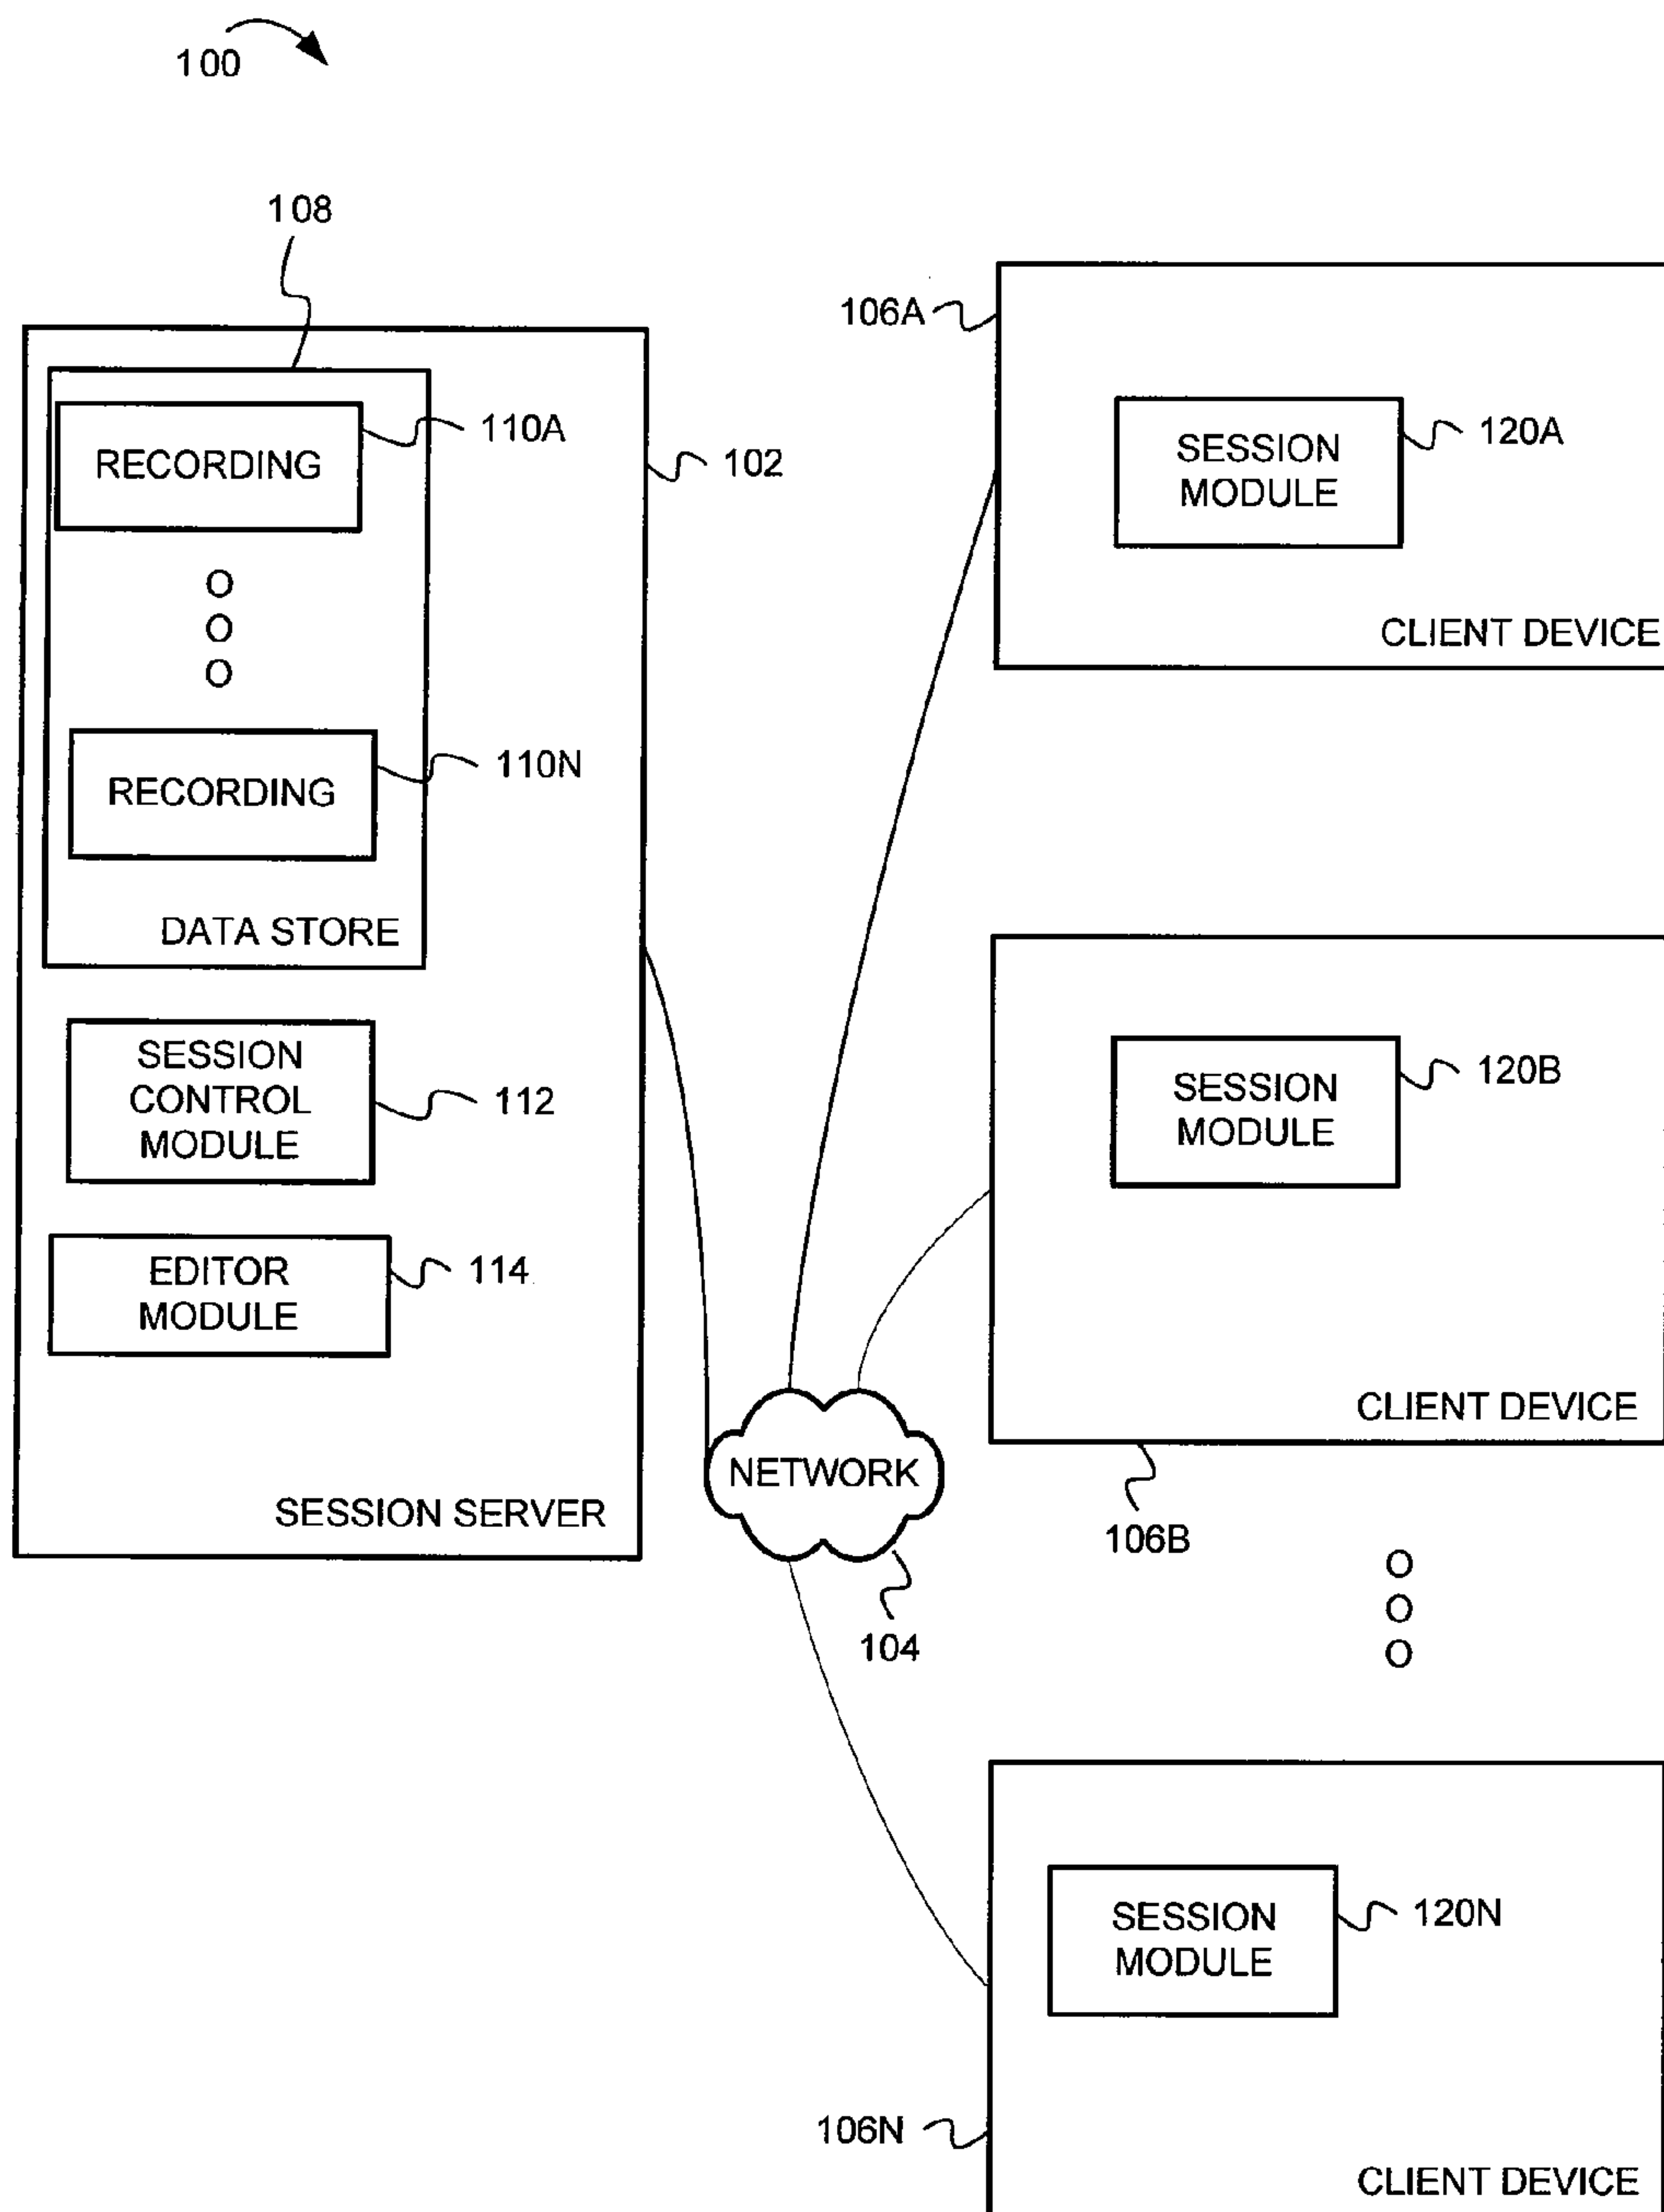 100
108
RECORDING
110A
102
RECORDING
110N
DATA STORE
SESSION
CONTROL
MODULE
112
EDITOR
MODULE
114
SESSION SERVER
NETWORK
104
106A
SESSION
MODULE
120A
CLIENT DEVICE
SESSION
MODULE
120B
CLIENT DEVICE
106B
SESSION
MODULE
120N
106N
CLIENT DEVICE